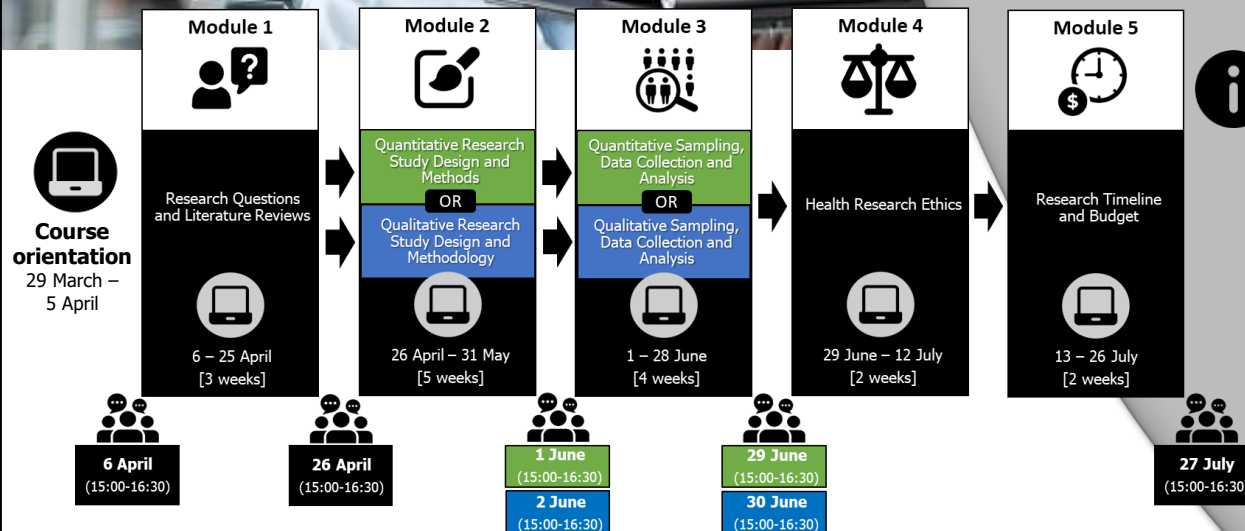 Module 1
Module 2
Module 3
Module 4
Module 5
?
$
i
Course
orientation
29 March –
5 April
Research Questions
and Literature Reviews
6 – 25 April
[3 weeks]
Quantitative Research
Study Design and
Methods
OR
Qualitative Research
Study Design and
Methodology
26 April – 31 May
[5 weeks]
Quantitative Sampling,
Data Collection and
Analysis
OR
Qualitative Sampling,
Data Collection and
Analysis
1 – 28 June
[4 weeks]
Health Research Ethics
29 June – 12 July
[2 weeks]
Research Timeline
and Budget
13 – 26 July
[2 weeks]
6 April
(15:00-16:30)
26 April
(15:00-16:30)
1 June
(15:00-16:30)
2 June
(15:00-16:30)
29 June
(15:00-16:30)
30 June
(15:00-16:30)
27 July
(15:00-16:30